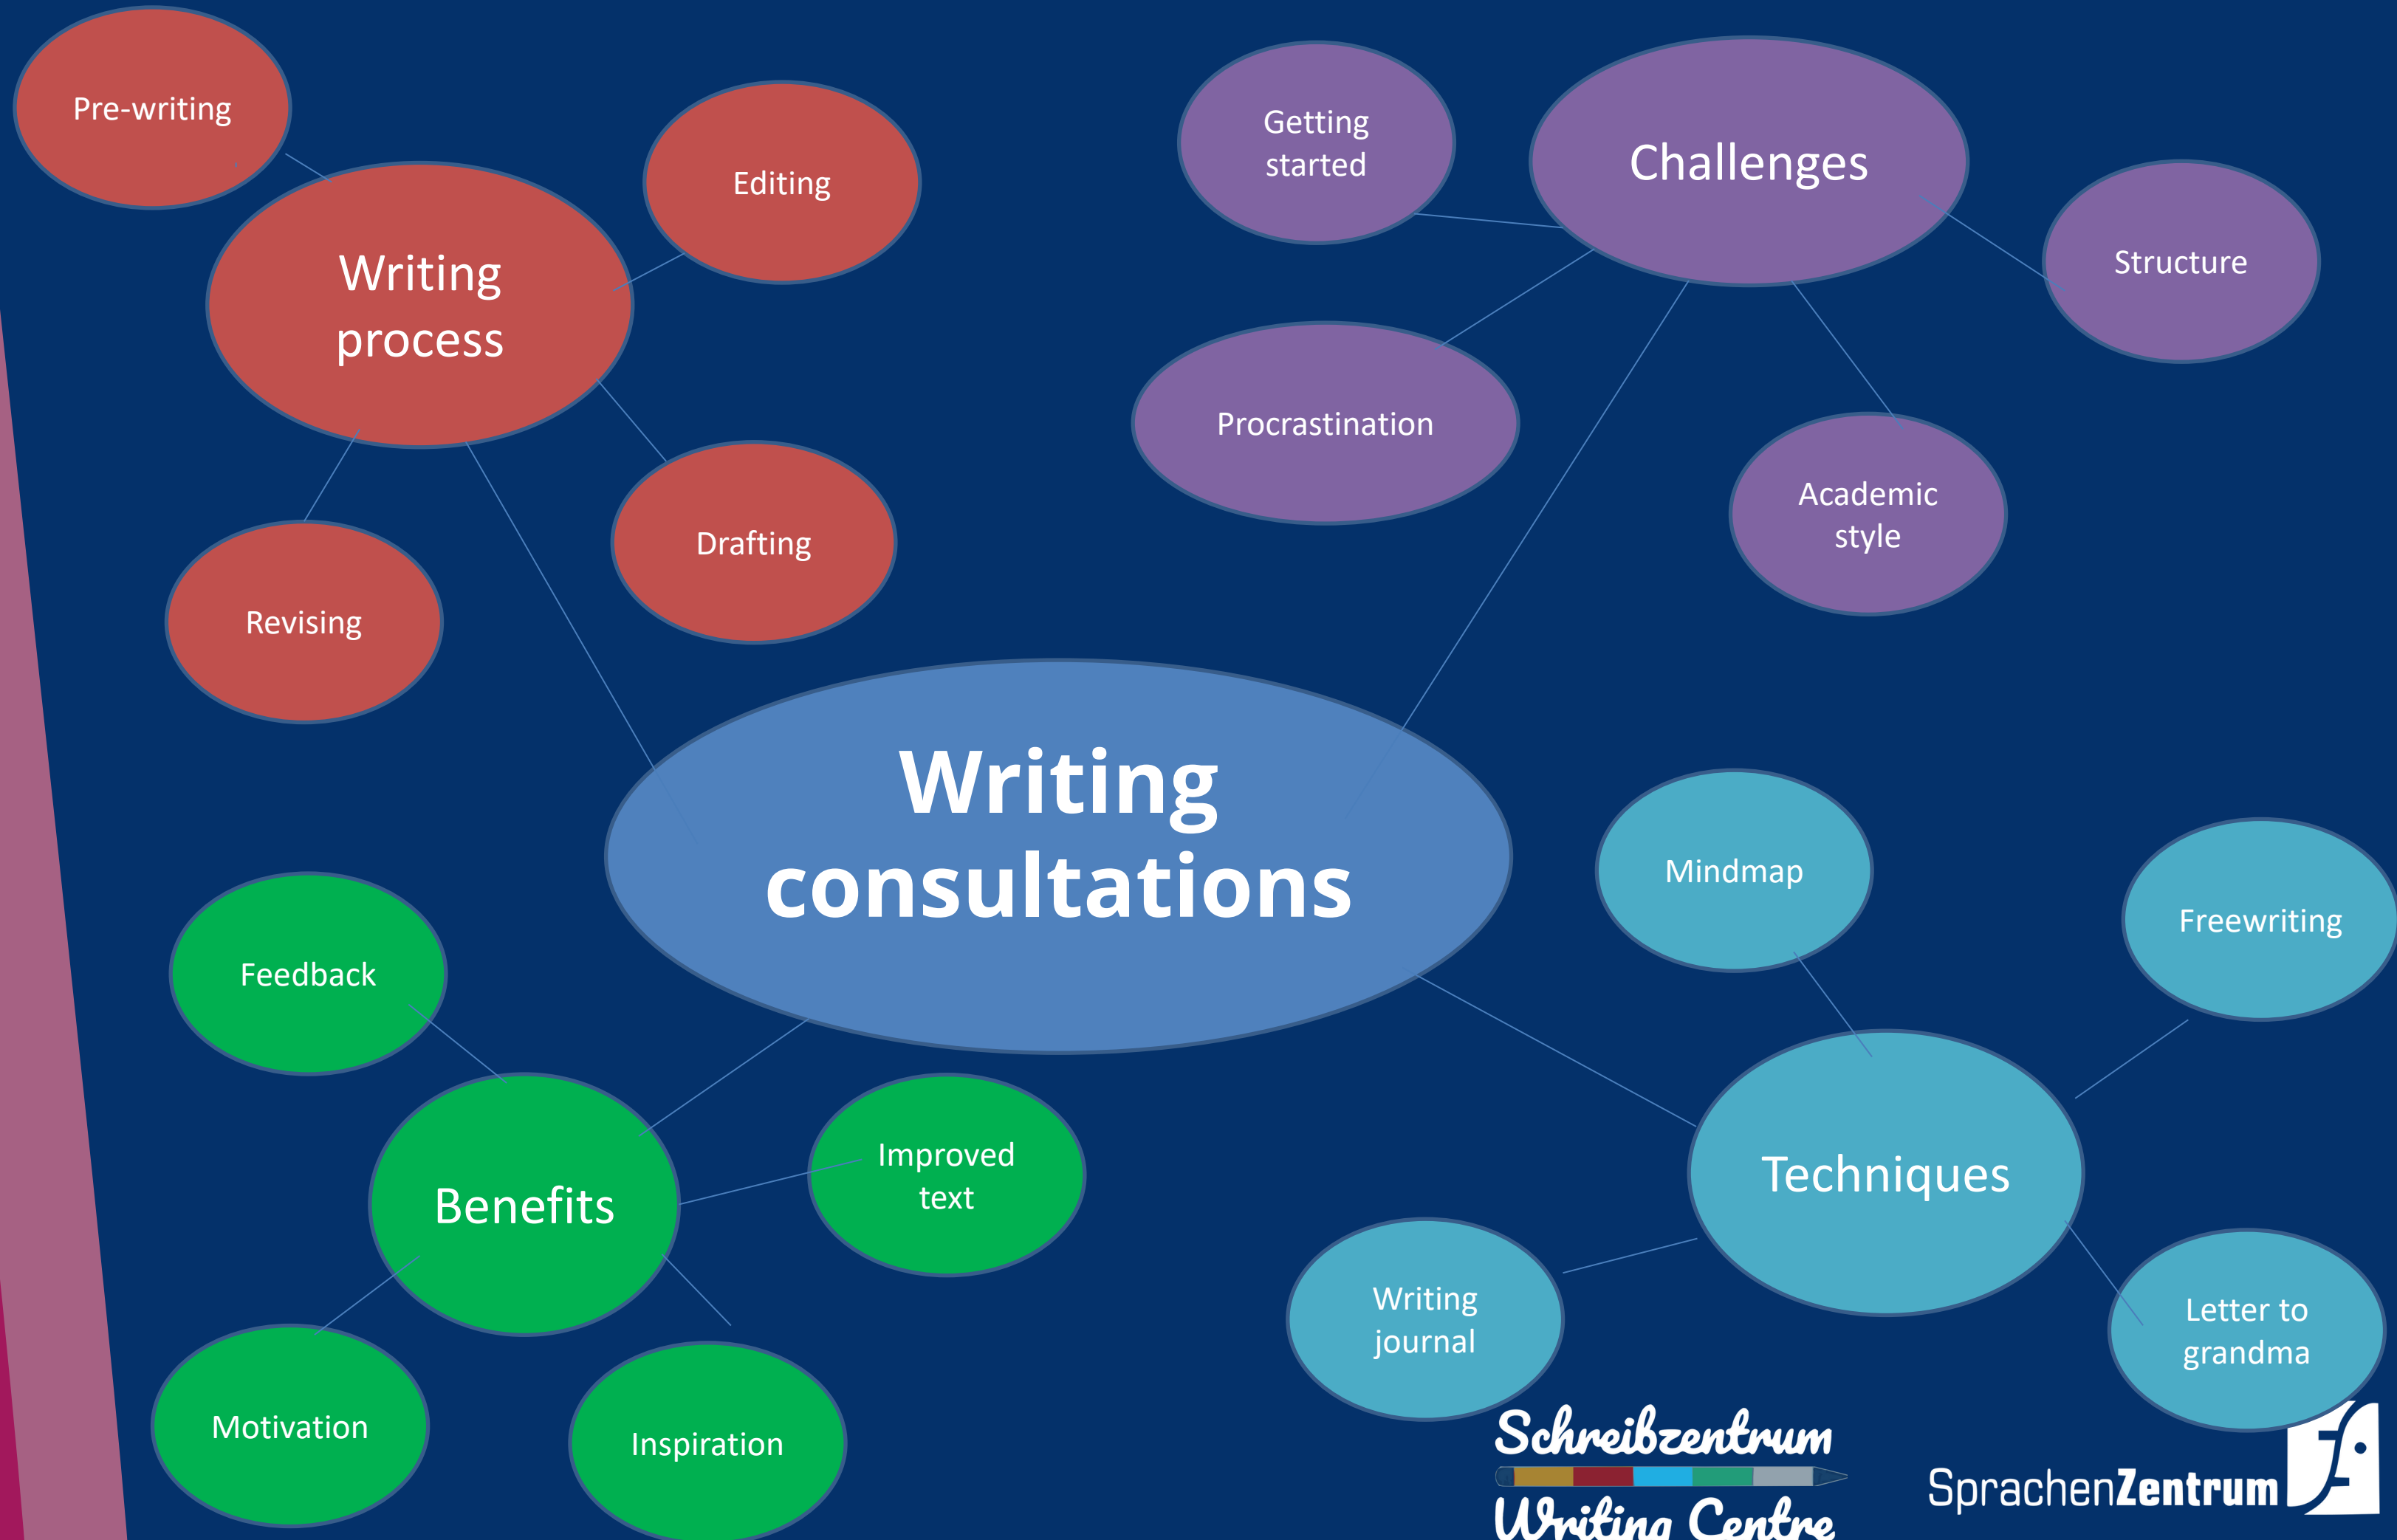 Pre-writing
Editing
Writing
process
Drafting
Revising
Getting
started
Challenges
Structure
Procrastination
Academic
style
Writing
consultations
Mindmap
Freewriting
Techniques
Writing
journal
Letter to
grandma
Feedback
Benefits
Improved
text
Motivation
Inspiration
Schreibzentrum
Writing Centre
SprachenZentrum